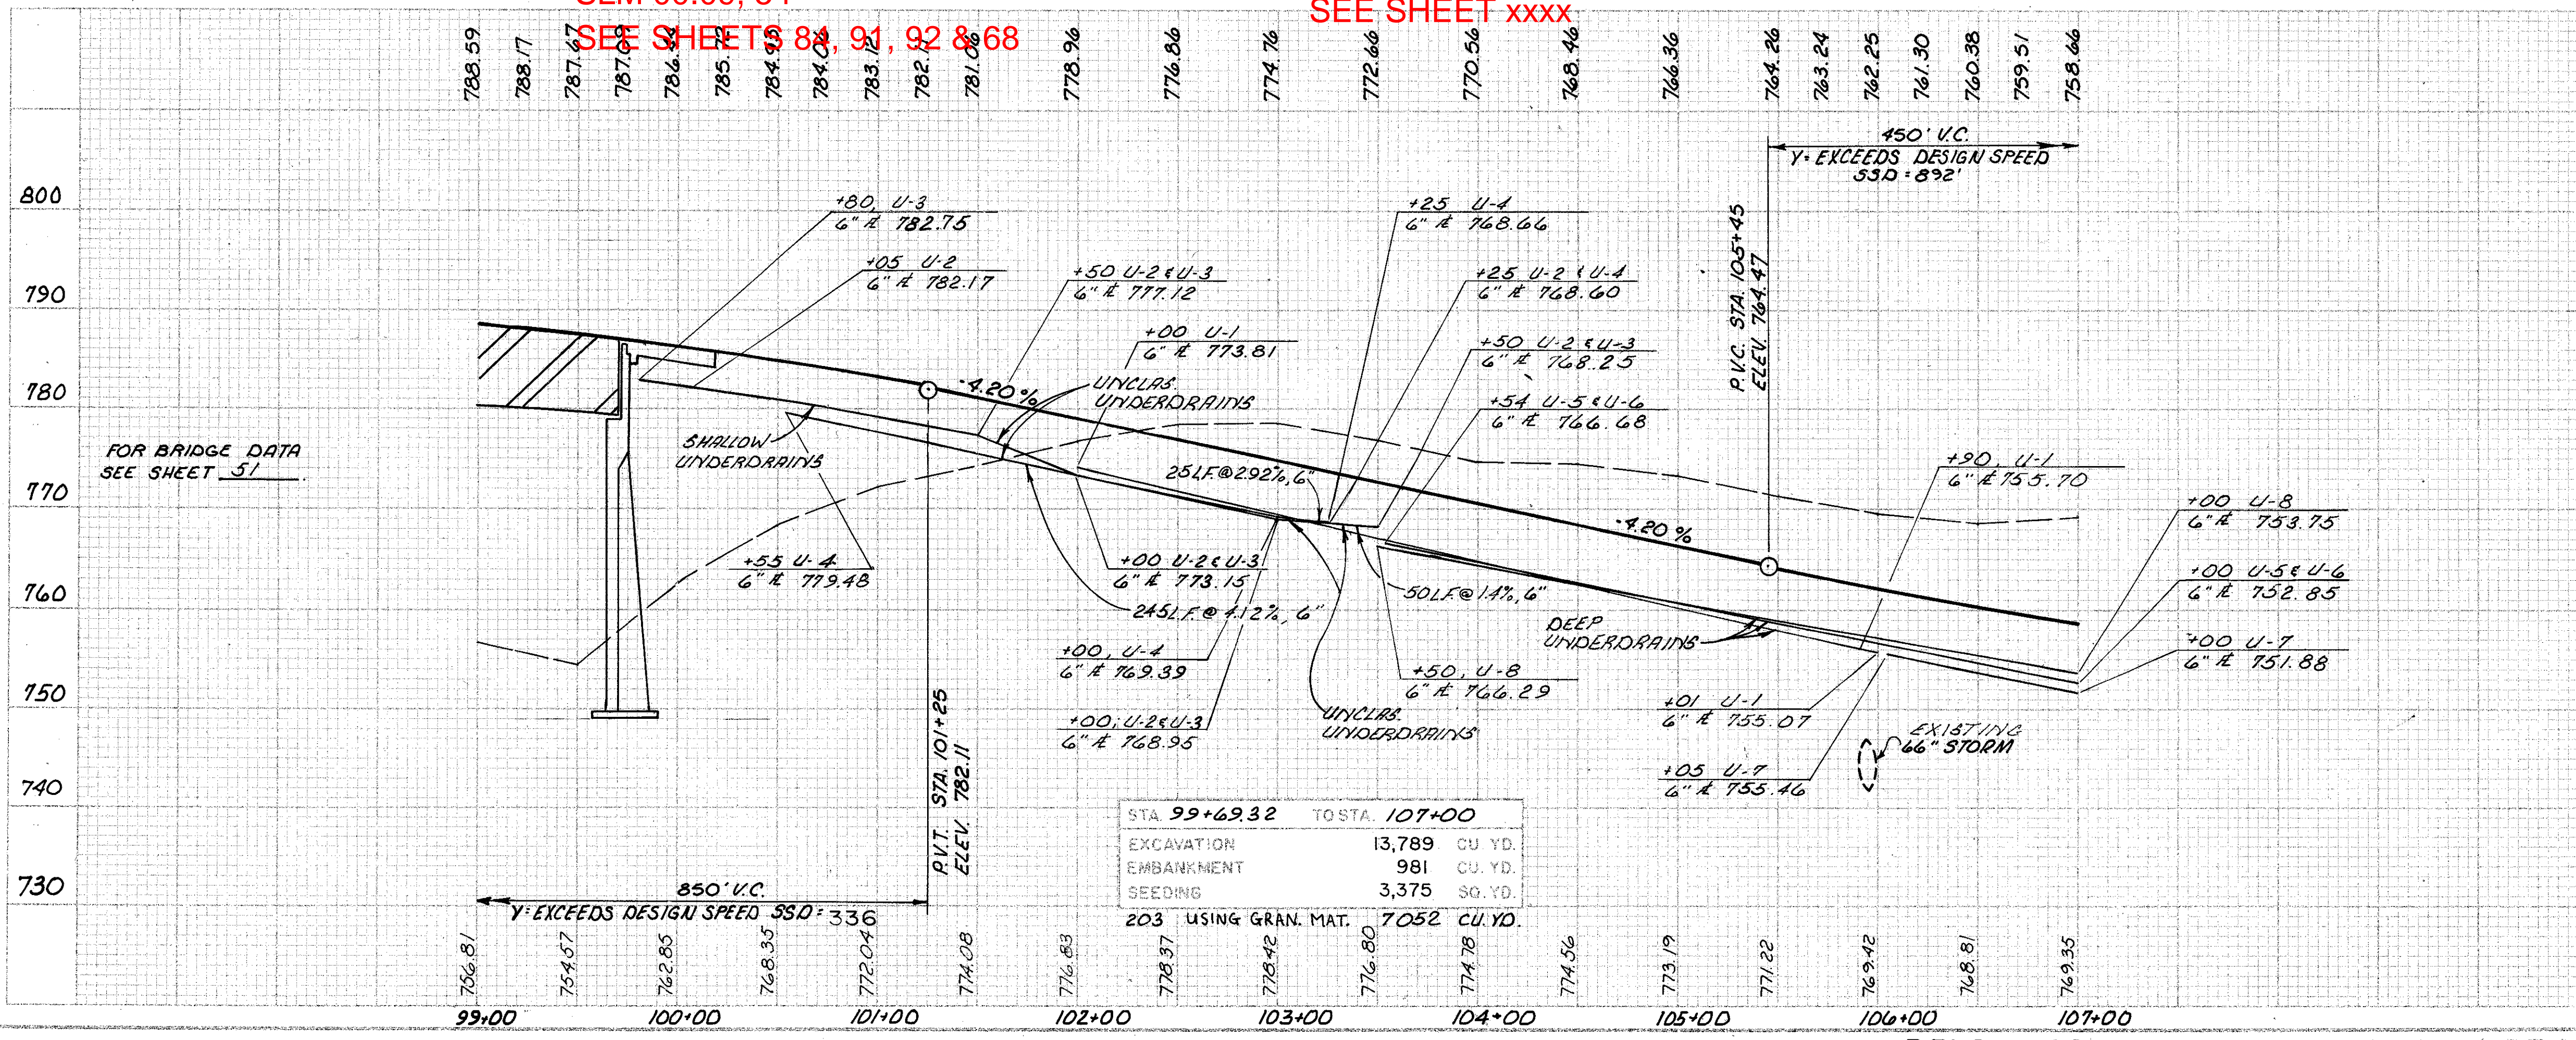 SEE SHEETS 84, 91, 92 & 68
SEE SHEET xxxx
788.59
788.17
787.67
787.09
786.44
785.72
784.93
784.06
783.12
782.11
781.06
778.96
776.86
774.76
772.66
770.56
768.46
766.36
764.26
763.24
762.25
761.30
760.38
759.51
758.66
450' V.C.
Y= EXCEEDS DESIGN SPEED
SSD = 892'
800
790
780
770
760
750
740
730
+80, U-3
6" ⅊ 782.75
+05 U-2
6" ⅊ 782.17
+50 U-2 & U-3
6" ⅊ 777.12
+00 U-1
6" ⅊ 773.81
+25 U-4
6" ⅊ 768.66
+25 U-2 & U-4
6" ⅊ 768.60
+50 U-2 & U-3
6" ⅊ 768.25
+54 U-5 & U-6
6" ⅊ 766.68
P.V.C. STA. 105+45
ELEV. 764.47
-4.20%
UNCLAS.
UNDERDRAINS
SHALLOW
UNDERDRAINS
FOR BRIDGE DATA
SEE SHEET 51.
25 LF. @ 2.92%, 6"
-4.20%
+90, U-1
6" ⅊ 755.70
+00 U-8
6" ⅊ 753.75
+00 U-5 & U-6
6" ⅊ 752.85
+00 U-7
6" ⅊ 751.88
+55 U-4
6" ⅊ 779.48
+00 U-2 & U-3
6" ⅊ 773.15
245 LF. @ 4.12%, 6"
50 LF. @ 1.4%, 6"
DEEP
UNDERDRAINS
+00, U-4
6" ⅊ 769.39
+00, U-2 & U-3
6" ⅊ 768.95
+50, U-8
6" ⅊ 766.29
UNCLAS.
UNDERDRAINS
+01 U-1
6" ⅊ 755.07
+05 U-7
6" ⅊ 755.46
EXISTING
66" STORM
P.V.T. STA. 101+25
ELEV. 782.11
STA. 99+69.32 TO STA. 107+00
EXCAVATION 13,789 CU. YD.
EMBANKMENT 981 CU. YD.
SEEDING 3,375 SQ. YD.
203 USING GRAN. MAT. 7052 CU. YD.
850' V.C.
Y= EXCEEDS DESIGN SPEED SSD= 336
756.81
754.57
762.85
768.35
772.04
774.08
776.83
778.37
778.42
776.80
774.78
774.56
773.19
771.22
769.42
768.81
769.35
99+00
100+00
101+00
102+00
103+00
104+00
105+00
106+00
107+00